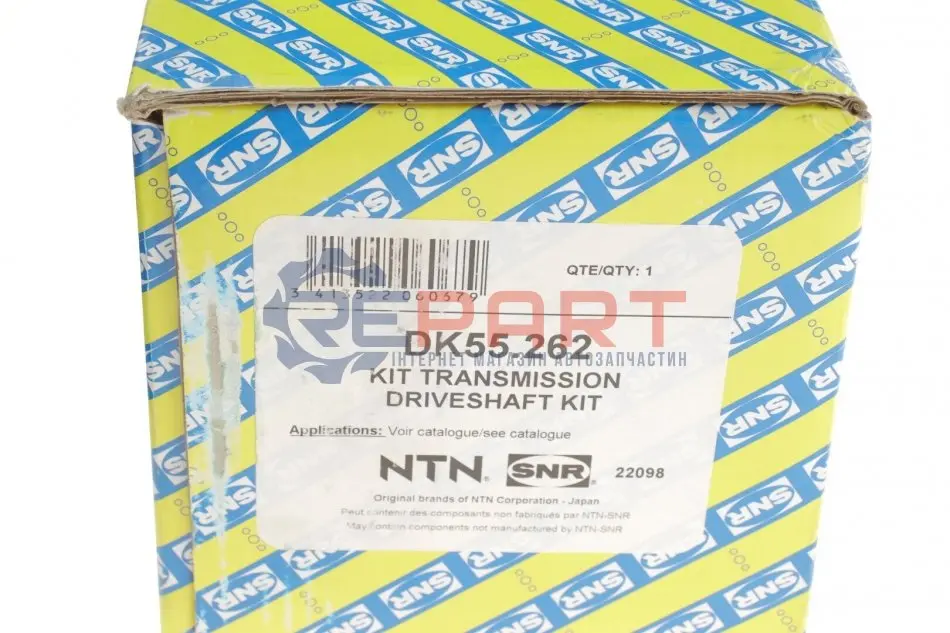 QTE/QTY: 1
3 413522 060679
REPART
DK55.262
ІНТЕРНЕТ МАГАЗИН АВТОЗАПЧАСТИН
KIT TRANSMISSION
DRIVESHAFT KIT
Applications: Voir catalogue/see catalogue
NTN® SNR® 22098
Original brands of NTN Corporation - Japan
Peut contenir des composants non fabriqués par NTN-SNR
May contain components not manufactured by NTN-SNR
SNR